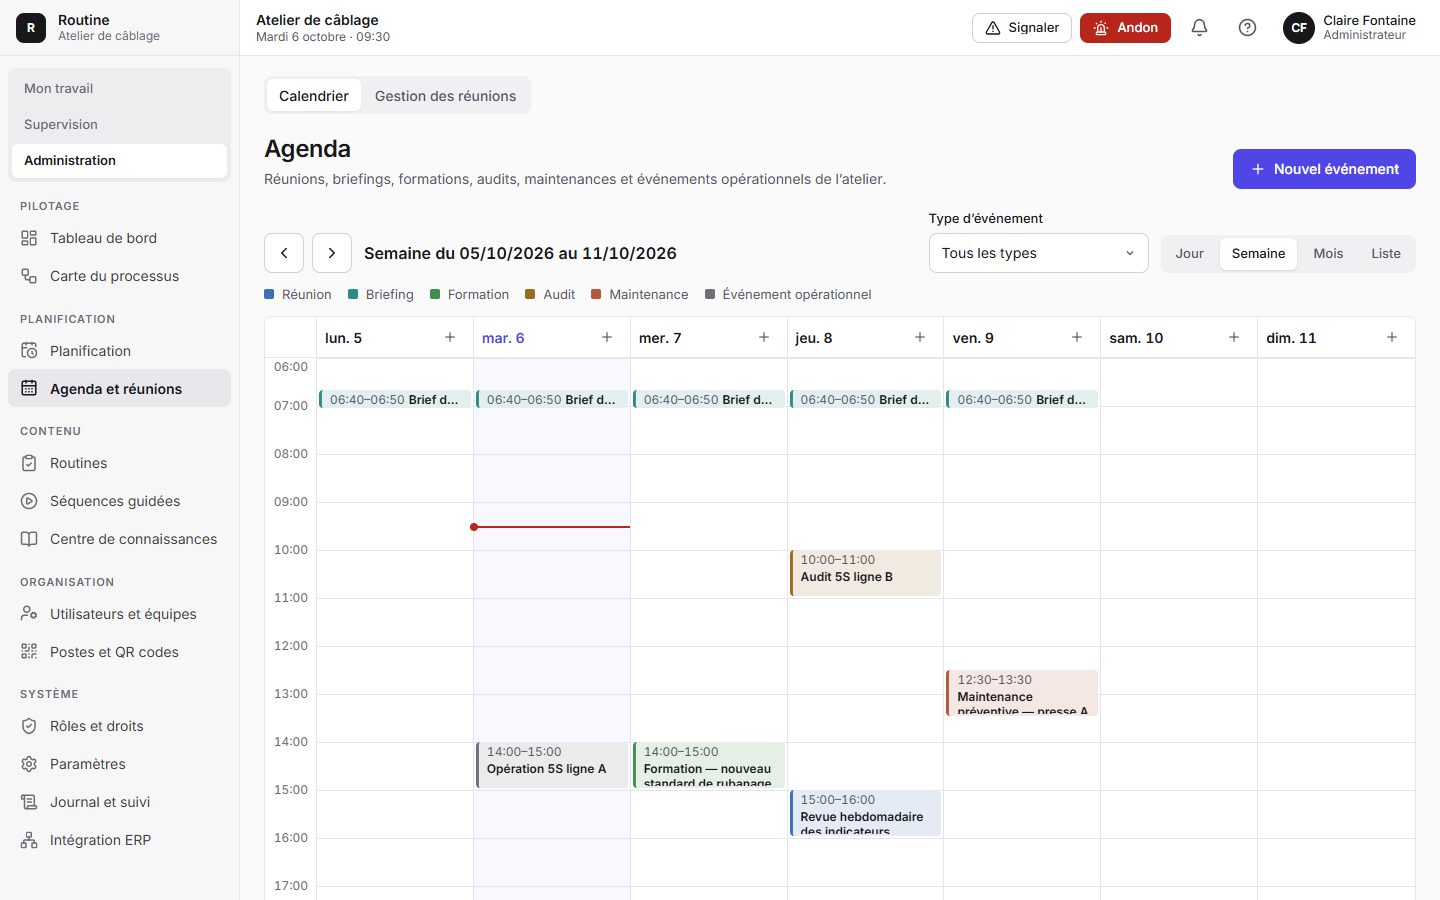 R
Routine
Atelier de câblage
Atelier de câblage
Mardi 6 octobre · 09:30
Signaler
Andon
CF
Claire Fontaine
Administrateur
Mon travail
Supervision
Administration
PILOTAGE
Tableau de bord
Carte du processus
PLANIFICATION
Planification
Agenda et réunions
CONTENU
Routines
Séquences guidées
Centre de connaissances
ORGANISATION
Utilisateurs et équipes
Postes et QR codes
SYSTÈME
Rôles et droits
Paramètres
Journal et suivi
Intégration ERP
Calendrier
Gestion des réunions
Agenda
Réunions, briefings, formations, audits, maintenances et événements opérationnels de l’atelier.
+ Nouvel événement
Semaine du 05/10/2026 au 11/10/2026
Type d’événement
Tous les types
Jour
Semaine
Mois
Liste
Réunion
Briefing
Formation
Audit
Maintenance
Événement opérationnel
lun. 5 +
mar. 6 +
mer. 7 +
jeu. 8 +
ven. 9 +
sam. 10 +
dim. 11 +
06:00
06:40–06:50 Brief d...
06:40–06:50 Brief d...
06:40–06:50 Brief d...
06:40–06:50 Brief d...
06:40–06:50 Brief d...
07:00
08:00
09:00
10:00
10:00–11:00
Audit 5S ligne B
11:00
12:00
12:30–13:30
Maintenance
préventive — presse A
13:00
14:00
14:00–15:00
Opération 5S ligne A
14:00–15:00
Formation — nouveau
standard de rubanage
15:00
15:00–16:00
Revue hebdomadaire
des indicateurs
16:00
17:00